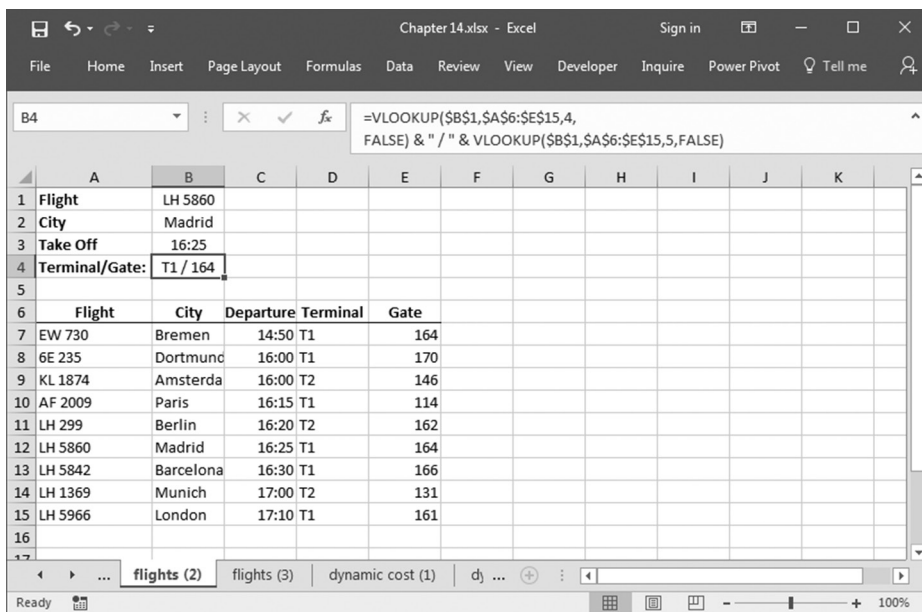 Chapter 14.xlsx - Excel Sign in
File Home Insert Page Layout Formulas Data Review View Developer Inquire Power Pivot Tell me
B4 fx =VLOOKUP($B$1,$A$6:$E$15,4,
FALSE) & " / " & VLOOKUP($B$1,$A$6:$E$15,5,FALSE)
A B C D E F G H I J K
1 Flight LH 5860
2 City Madrid
3 Take Off 16:25
4 Terminal/Gate: T1 / 164
5
6 Flight City Departure Terminal Gate
7 EW 730 Bremen 14:50 T1 164
8 6E 235 Dortmund 16:00 T1 170
9 KL 1874 Amsterda 16:00 T2 146
10 AF 2009 Paris 16:15 T1 114
11 LH 299 Berlin 16:20 T2 162
12 LH 5860 Madrid 16:25 T1 164
13 LH 5842 Barcelona 16:30 T1 166
14 LH 1369 Munich 17:00 T2 131
15 LH 5966 London 17:10 T1 161
16
17
... flights (2) flights (3) dynamic cost (1) dy ...
Ready 100%